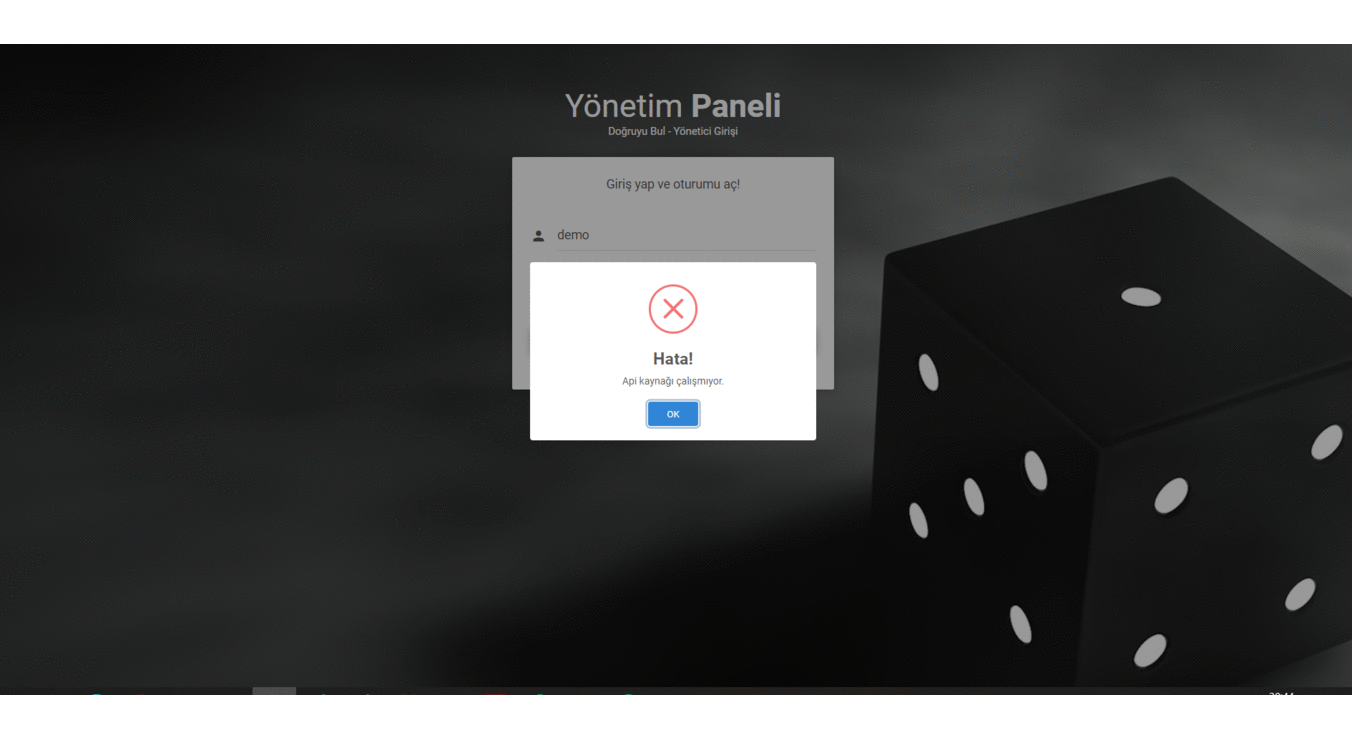 Yönetim Paneli
Doğruyu Bul - Yönetici Girişi
Giriş yap ve oturumu aç!
demo
Hata!
Api kaynağı çalışmıyor.
OK